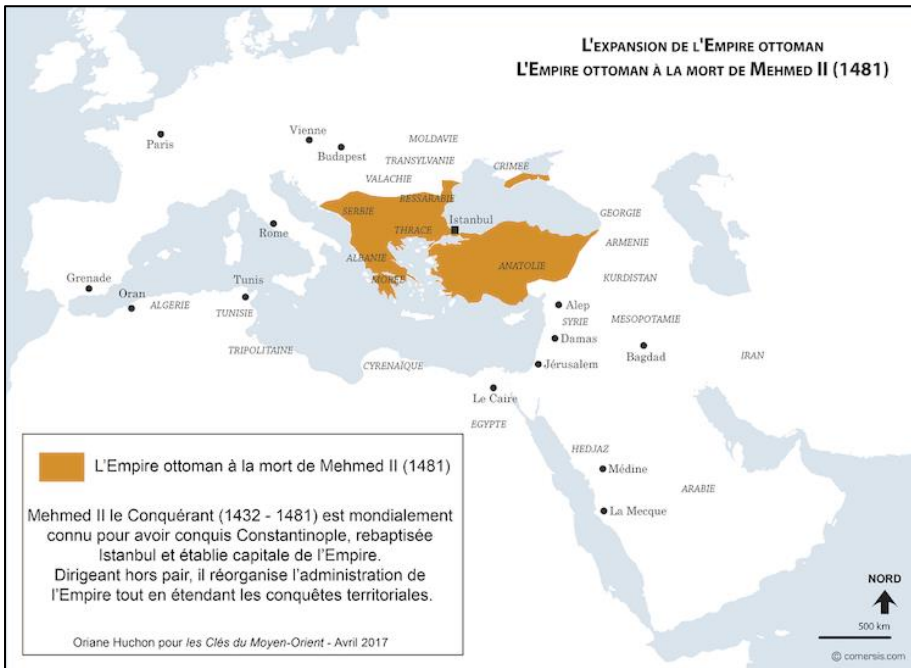 L'EXPANSION DE L'EMPIRE OTTOMAN
L'EMPIRE OTTOMAN À LA MORT DE MEHMED II (1481)
Paris
Vienne
Budapest
MOLDAVIE
TRANSYLVANIE
CRIMEE
VALACHIE
BESSARABIE
SERBIE
Istanbul
GEORGIE
Rome
THRACE
ARMENIE
ALBANIE
ANATOLIE
MORÉE
KURDISTAN
Grenade
Oran
Tunis
ALGÉRIE
TUNISIE
Alep
SYRIE
MESOPOTAMIE
Damas
Bagdad
IRAN
TRIPOLITAINE
CYRENAÏQUE
Jérusalem
Le Caire
EGYPTE
HEDJAZ
Médine
ARABIE
La Mecque
L'Empire ottoman à la mort de Mehmed II (1481)
Mehmed II le Conquérant (1432 - 1481) est mondialement
connu pour avoir conquis Constantinople, rebaptisée
Istanbul et établie capitale de l'Empire.
Dirigeant hors pair, il réorganise l'administration de
l'Empire tout en étendant les conquêtes territoriales.
Oriane Huchon pour les Clés du Moyen-Orient - Avril 2017
NORD
500 km
© comersis.com